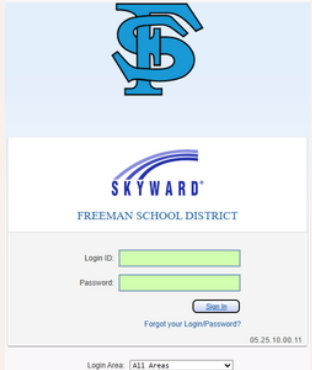 SKYWARD®
FREEMAN SCHOOL DISTRICT
Login ID:
Password:
Sign In
Forgot your Login/Password?
05.25.10.00.11
Login Area: All Areas